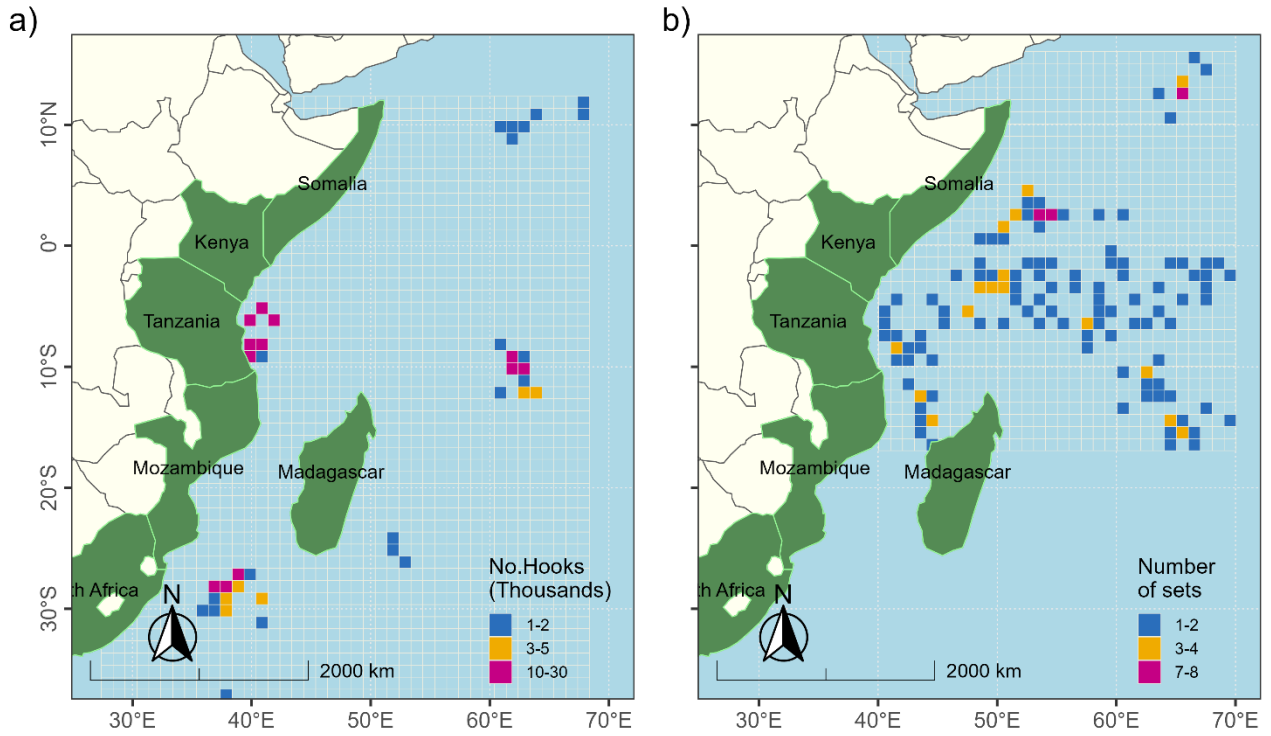 a)
10°N
0°
10°S
20°S
30°S
Somalia
Kenya
Tanzania
Mozambique
Madagascar
th Africa
N
2000 km
No.Hooks
(Thousands)
1-2
3-5
10-30
30°E
40°E
50°E
60°E
70°E
b)
Somalia
Kenya
Tanzania
Mozambique
Madagascar
th Africa
N
2000 km
Number
of sets
1-2
3-4
7-8
30°E
40°E
50°E
60°E
70°E